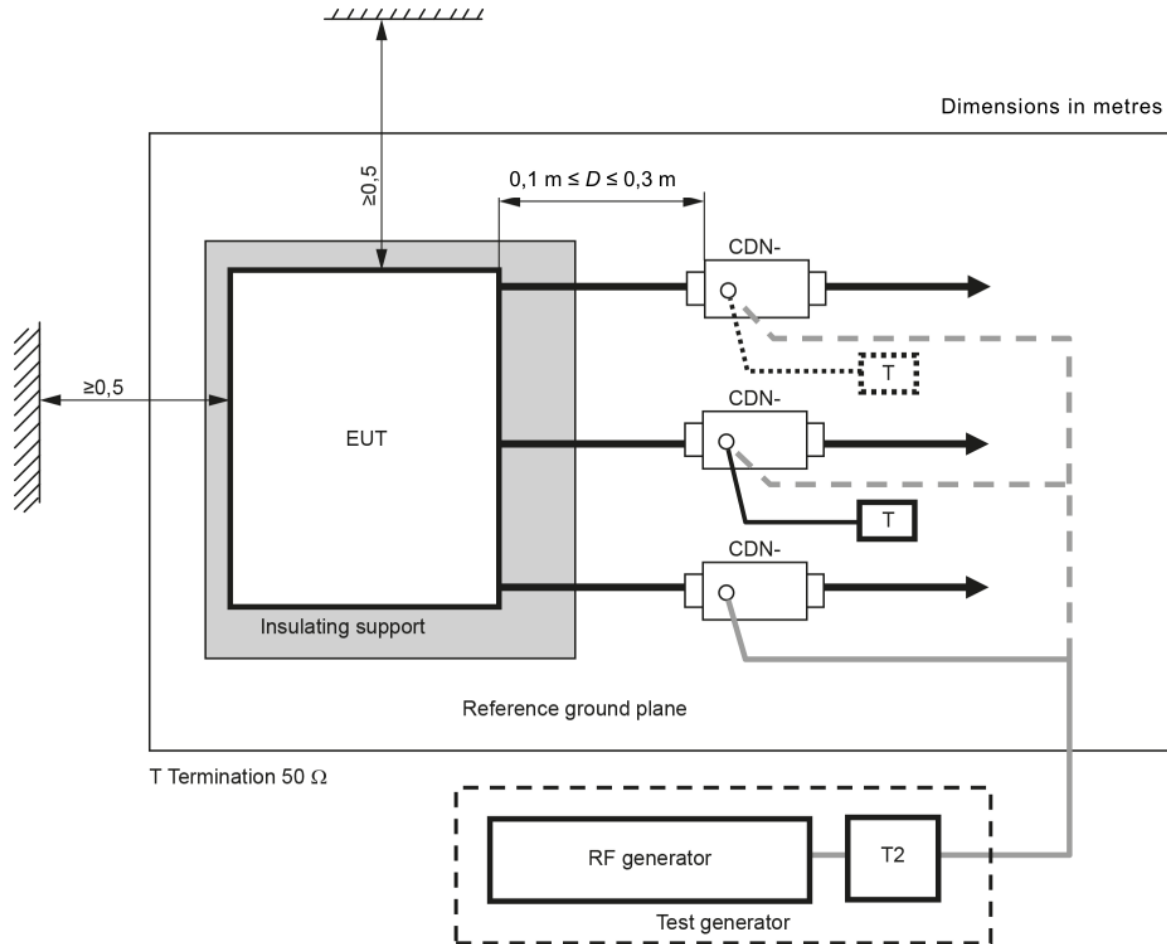 Dimensions in metres
≥0,5
0,1 m ≤ D ≤ 0,3 m
CDN-
≥0,5
T
CDN-
EUT
T
CDN-
Insulating support
Reference ground plane
T Termination 50 Ω
RF generator
T2
Test generator